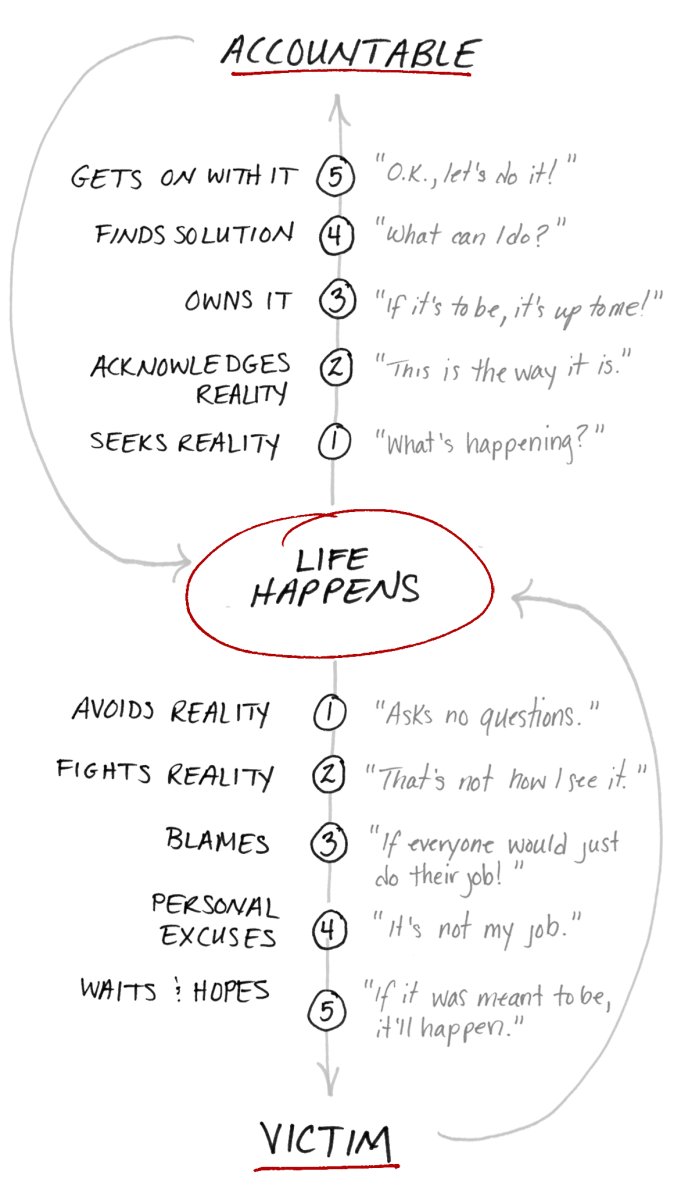 ACCOUNTABLE
GETS ON WITH IT 5 "O.K., let's do it!"
FINDS SOLUTION 4 "What can I do?"
OWNS IT 3 "If it's to be, it's up to me!"
ACKNOWLEDGES 2 "This is the way it is."
REALITY
SEEKS REALITY 1 "What's happening?"
LIFE
HAPPENS
AVOIDS REALITY 1 "Asks no questions."
FIGHTS REALITY 2 "That's not how I see it."
BLAMES 3 "If everyone would just
do their job!"
PERSONAL
EXCUSES 4 "It's not my job."
WAITS & HOPES 5 "If it was meant to be,
it'll happen."
VICTIM